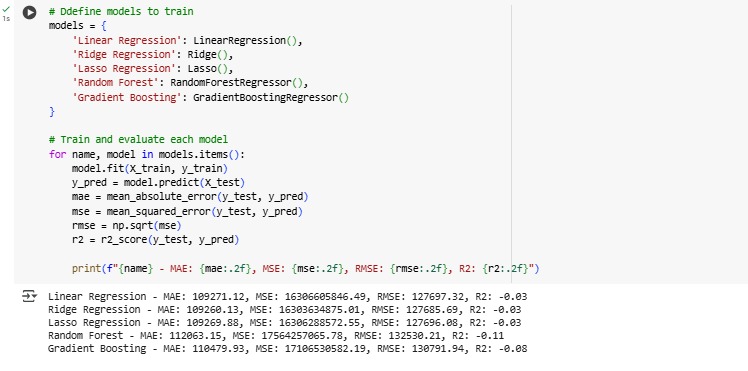 1s
# Ddefine models to train
models = {
    'Linear Regression': LinearRegression(),
    'Ridge Regression': Ridge(),
    'Lasso Regression': Lasso(),
    'Random Forest': RandomForestRegressor(),
    'Gradient Boosting': GradientBoostingRegressor()
}

# Train and evaluate each model
for name, model in models.items():
    model.fit(X_train, y_train)
    y_pred = model.predict(X_test)
    mae = mean_absolute_error(y_test, y_pred)
    mse = mean_squared_error(y_test, y_pred)
    rmse = np.sqrt(mse)
    r2 = r2_score(y_test, y_pred)

    print(f"{name} - MAE: {mae:.2f}, MSE: {mse:.2f}, RMSE: {rmse:.2f}, R2: {r2:.2f}")
Linear Regression - MAE: 109271.12, MSE: 16306605846.49, RMSE: 127697.32, R2: -0.03
Ridge Regression - MAE: 109260.13, MSE: 16303634875.01, RMSE: 127685.69, R2: -0.03
Lasso Regression - MAE: 109269.88, MSE: 16306288572.55, RMSE: 127696.08, R2: -0.03
Random Forest - MAE: 112063.15, MSE: 17564257065.78, RMSE: 132530.21, R2: -0.11
Gradient Boosting - MAE: 110479.93, MSE: 17106530582.19, RMSE: 130791.94, R2: -0.08